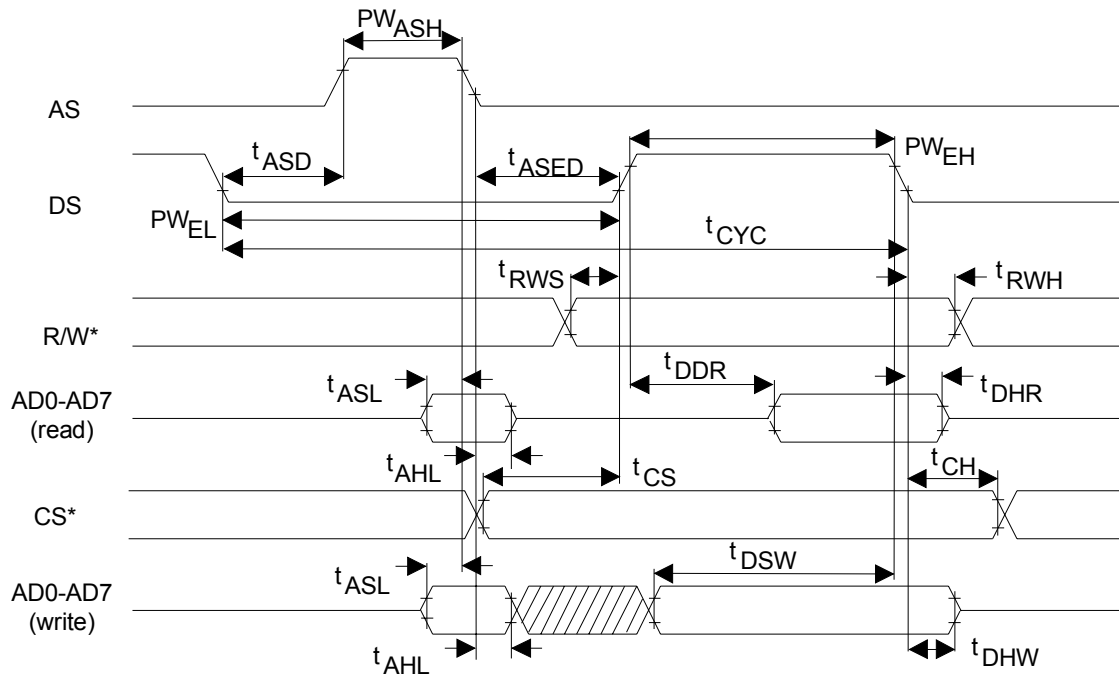 PWASH
AS
tASD
tASED
PWEH
DS
PWEL
tCYC
tRWS
tRWH
R/W*
tDDR
tASL
tDHR
AD0-AD7
(read)
tAHL
tCS
tCH
CS*
tDSW
tASL
AD0-AD7
(write)
tAHL
tDHW